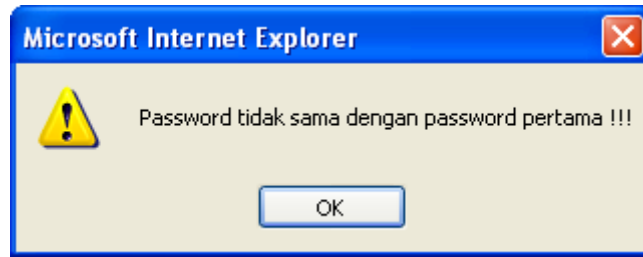 Microsoft Internet Explorer
Password tidak sama dengan password pertama !!!
OK